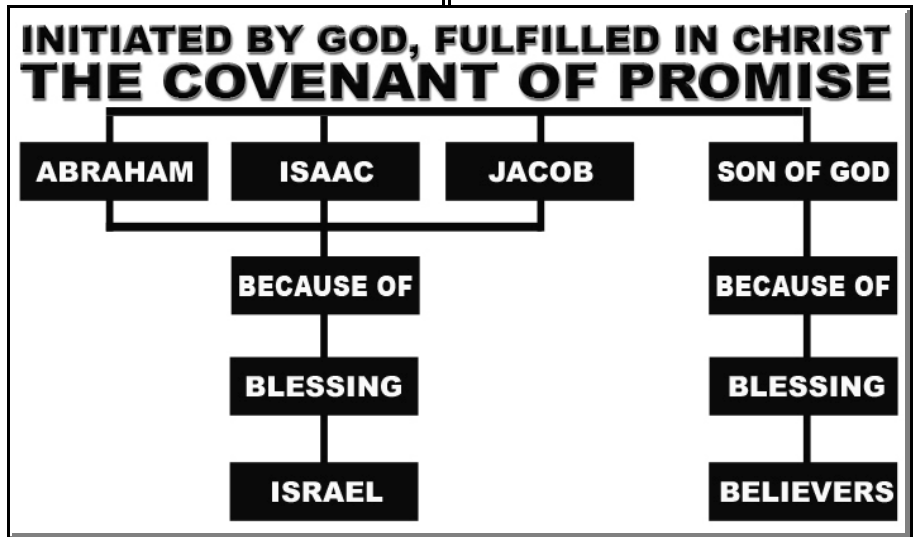 INITIATED BY GOD, FULFILLED IN CHRIST
THE COVENANT OF PROMISE
ABRAHAM ISAAC JACOB SON OF GOD
BECAUSE OF BECAUSE OF
BLESSING BLESSING
ISRAEL BELIEVERS